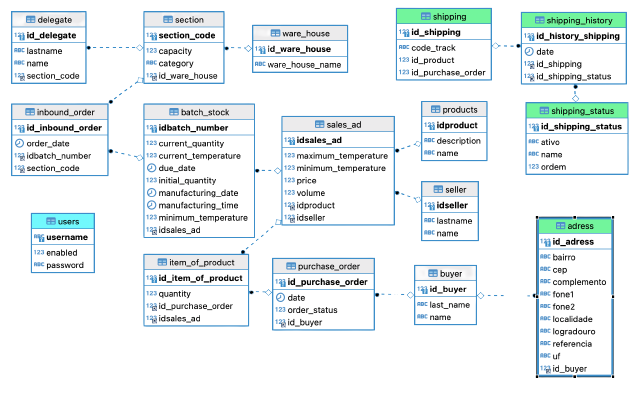 delegate
id_delegate
lastname
name
section_code
section
section_code
capacity
category
id_ware_house
ware_house
id_ware_house
ware_house_name
shipping
id_shipping
code_track
id_product
id_purchase_order
shipping_history
id_history_shipping
date
id_shipping
id_shipping_status
inbound_order
id_inbound_order
order_date
idbatch_number
section_code
batch_stock
idbatch_number
current_quantity
current_temperature
due_date
initial_quantity
manufacturing_date
manufacturing_time
minimum_temperature
idsales_ad
sales_ad
idsales_ad
maximum_temperature
minimum_temperature
price
volume
idproduct
idseller
products
idproduct
description
name
shipping_status
id_shipping_status
ativo
name
ordem
seller
idseller
lastname
name
users
username
enabled
password
item_of_product
id_item_of_product
quantity
id_purchase_order
idsales_ad
purchase_order
id_purchase_order
date
order_status
id_buyer
buyer
id_buyer
last_name
name
adress
id_adress
bairro
cep
complemento
fone1
fone2
localidade
logradouro
referencia
uf
id_buyer